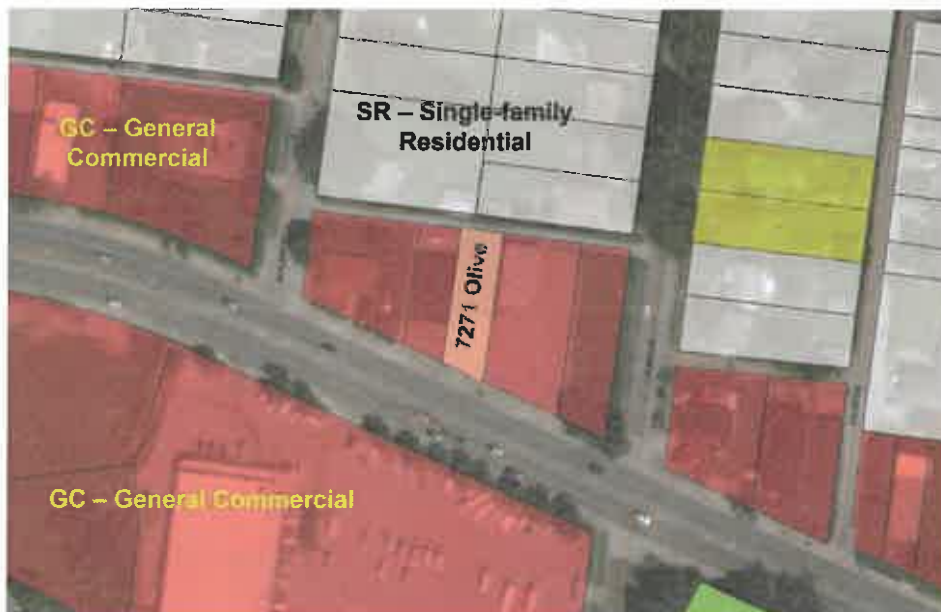 GC – General
Commercial
SR – Single-family
Residential
7271 Olive
GC – General Commercial